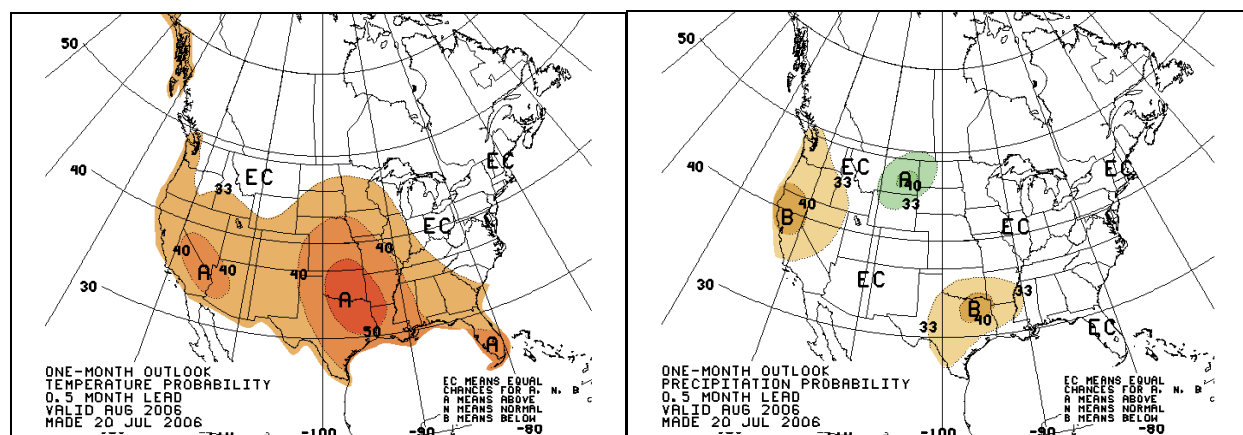 50
40
30
EC
EC
EC
33
40
A
40
40
40
A
50
A
ONE-MONTH OUTLOOK
TEMPERATURE PROBABILITY
0.5 MONTH LEAD
VALID AUG 2006
MADE 20 JUL 2006
EC MEANS EQUAL
CHANCES FOR A, N, B
A MEANS ABOVE
N MEANS NORMAL
B MEANS BELOW
-100
-90
-80
50
40
30
EC
EC
EC
EC
EC
33
A
40
33
B
40
33
B
40
33
ONE-MONTH OUTLOOK
PRECIPITATION PROBABILITY
0.5 MONTH LEAD
VALID AUG 2006
MADE 20 JUL 2006
EC MEANS EQUAL
CHANCES FOR A, N, B
A MEANS ABOVE
N MEANS NORMAL
B MEANS BELOW
-100
-90
-80